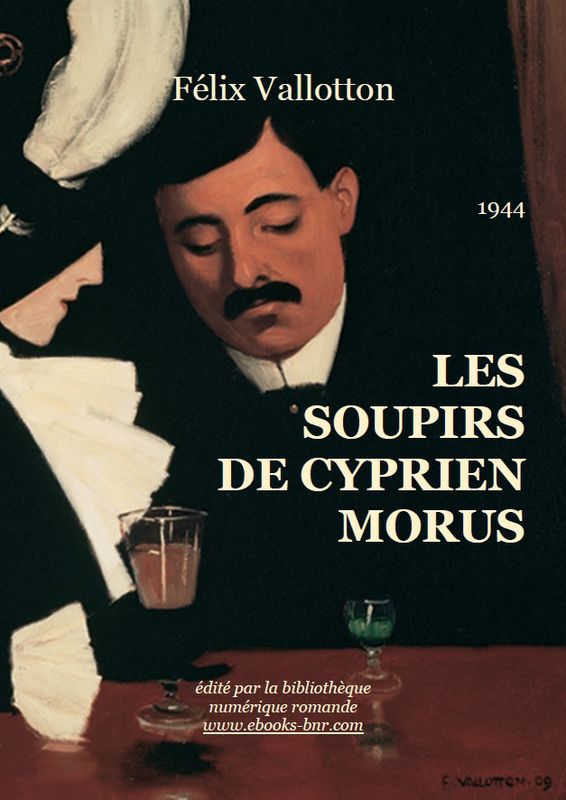 Félix Vallotton
1944
LES
SOUPIRS
DE CYPRIEN
MORUS
édité par la bibliothèque
numérique romande
www.ebooks-bnr.com
F. VALLOTTON. 09